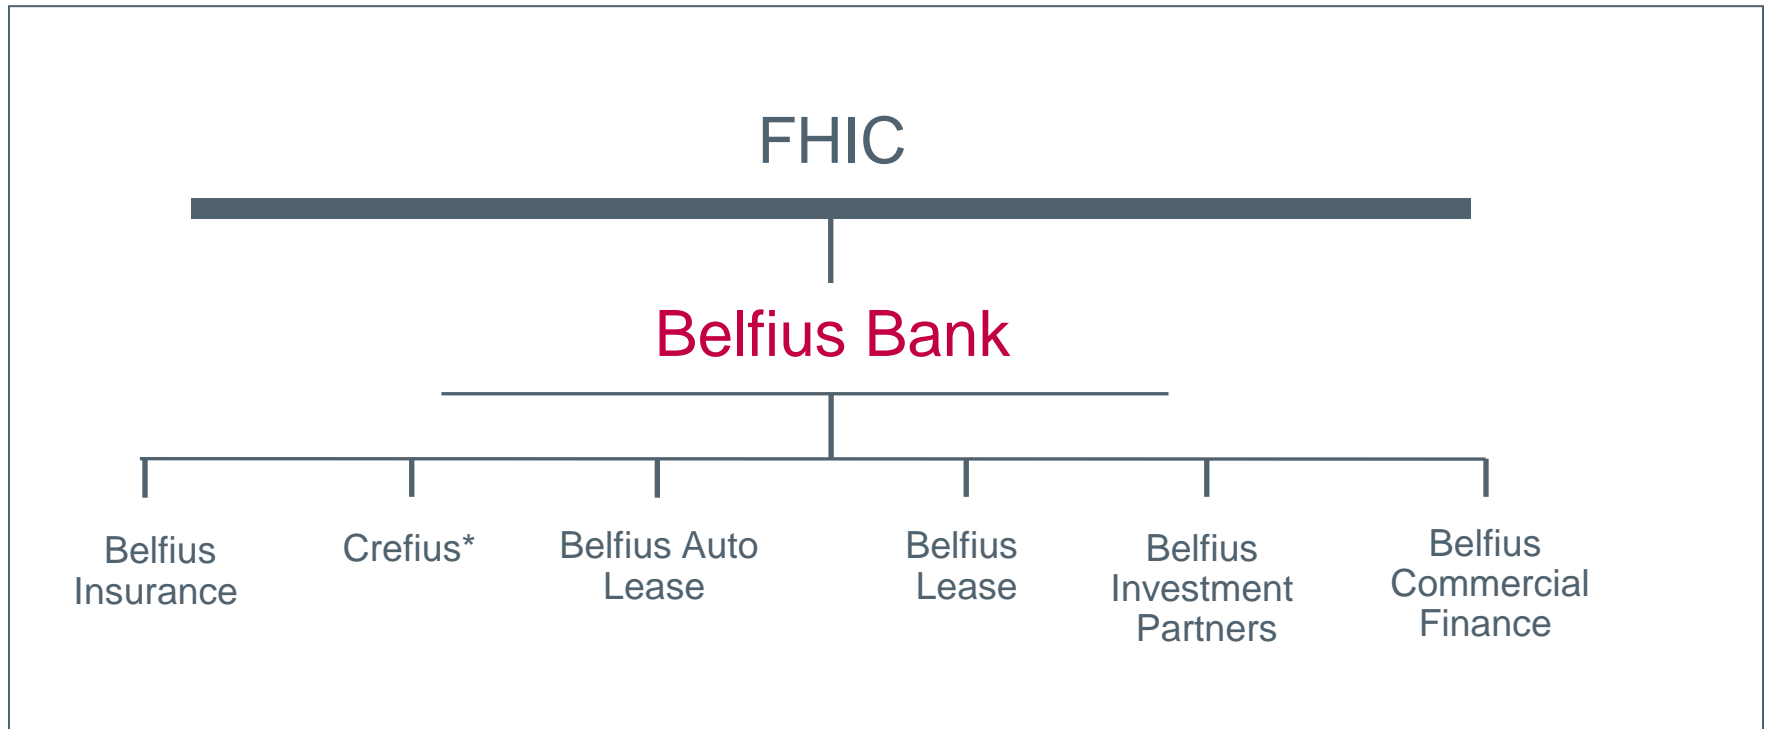 FHIC
Belfius Bank
Belfius
Insurance
Crefius*
Belfius Auto
Lease
Belfius
Lease
Belfius
Investment
Partners
Belfius
Commercial
Finance